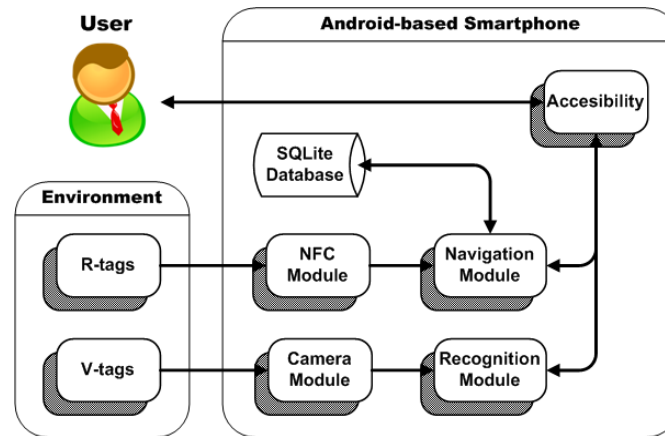 User
Android-based Smartphone
Accesibility
SQLite
Database
Environment
R-tags
NFC
Module
Navigation
Module
V-tags
Camera
Module
Recognition
Module